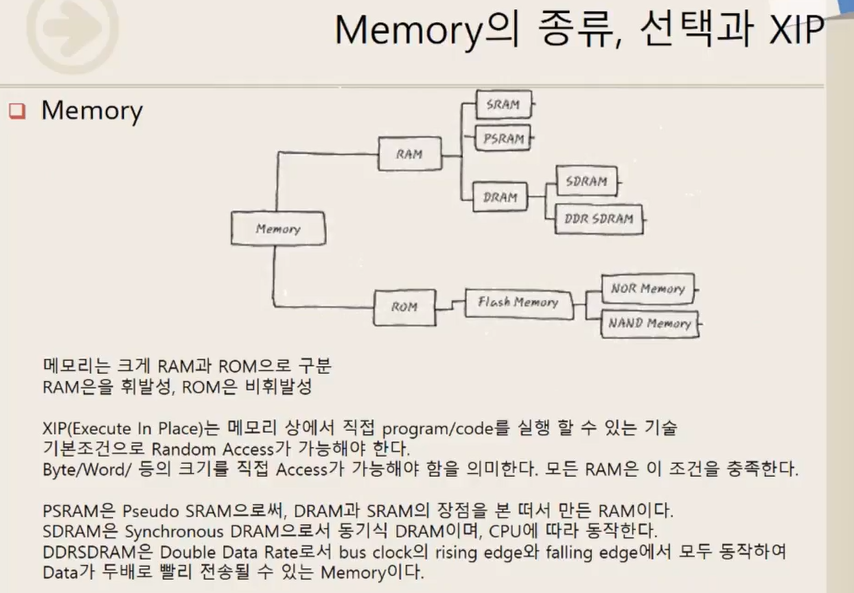 Memory의 종류, 선택과 XIP
Memory
SRAM
PSRAM
RAM
SDRAM
DRAM
DDR SDRAM
Memory
NOR Memory
ROM
Flash Memory
NAND Memory
메모리는 크게 RAM과 ROM으로 구분
RAM은을 휘발성, ROM은 비휘발성
XIP(Execute In Place)는 메모리 상에서 직접 program/code를 실행 할 수 있는 기술
기본조건으로 Random Access가 가능해야 한다.
Byte/Word/ 등의 크기를 직접 Access가 가능해야 함을 의미한다. 모든 RAM은 이 조건을 충족한다.
PSRAM은 Pseudo SRAM으로써, DRAM과 SRAM의 장점을 본 떠서 만든 RAM이다.
SDRAM은 Synchronous DRAM으로서 동기식 DRAM이며, CPU에 따라 동작한다.
DDRSDRAM은 Double Data Rate로서 bus clock의 rising edge와 falling edge에서 모두 동작하여
Data가 두배로 빨리 전송될 수 있는 Memory이다.